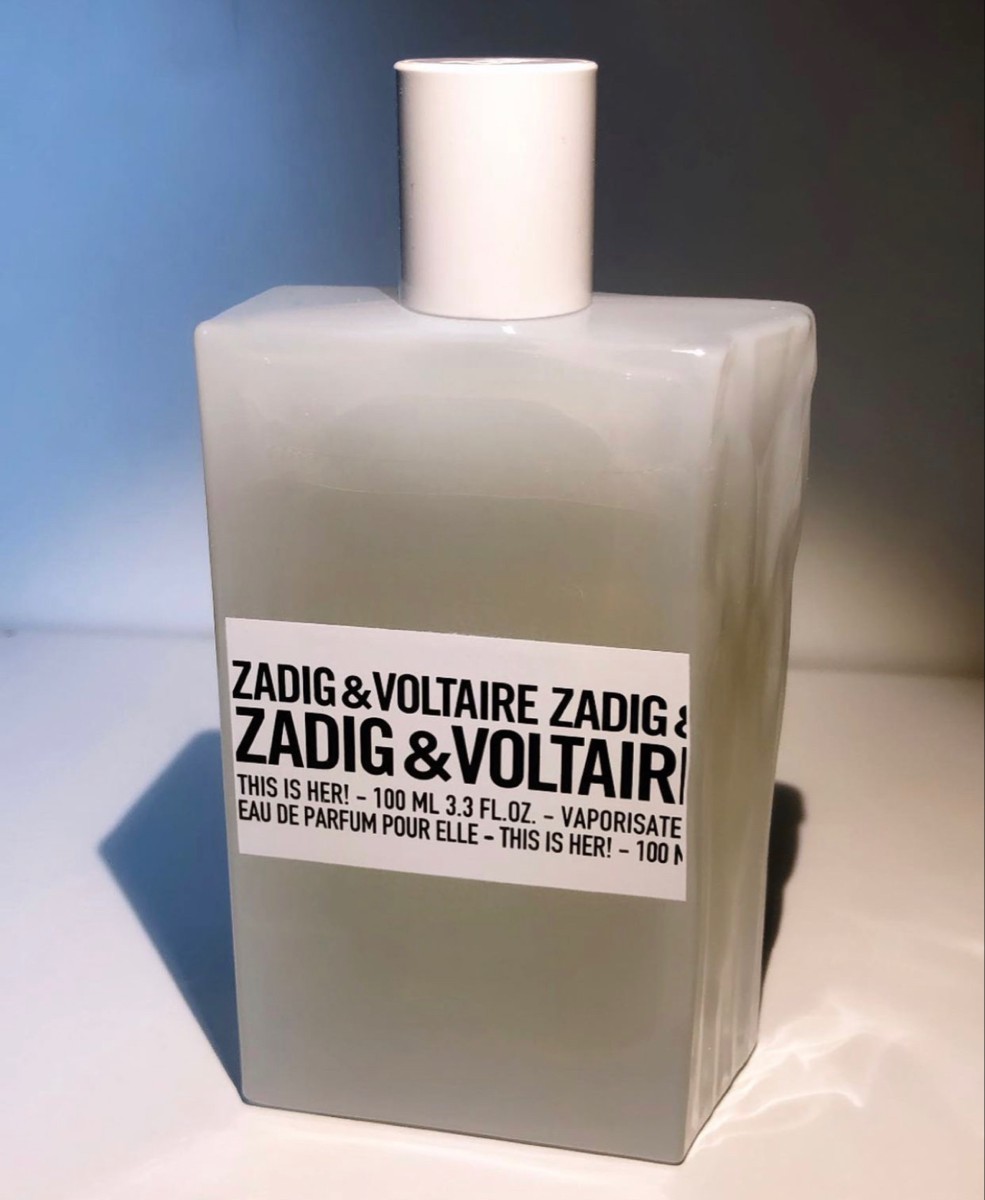 ZADIG &VOLTAIRE ZADIG &
ZADIG &VOLTAIR
THIS IS HER! – 100 ML 3.3 FL.OZ. – VAPORISATE
EAU DE PARFUM POUR ELLE – THIS IS HER! – 100